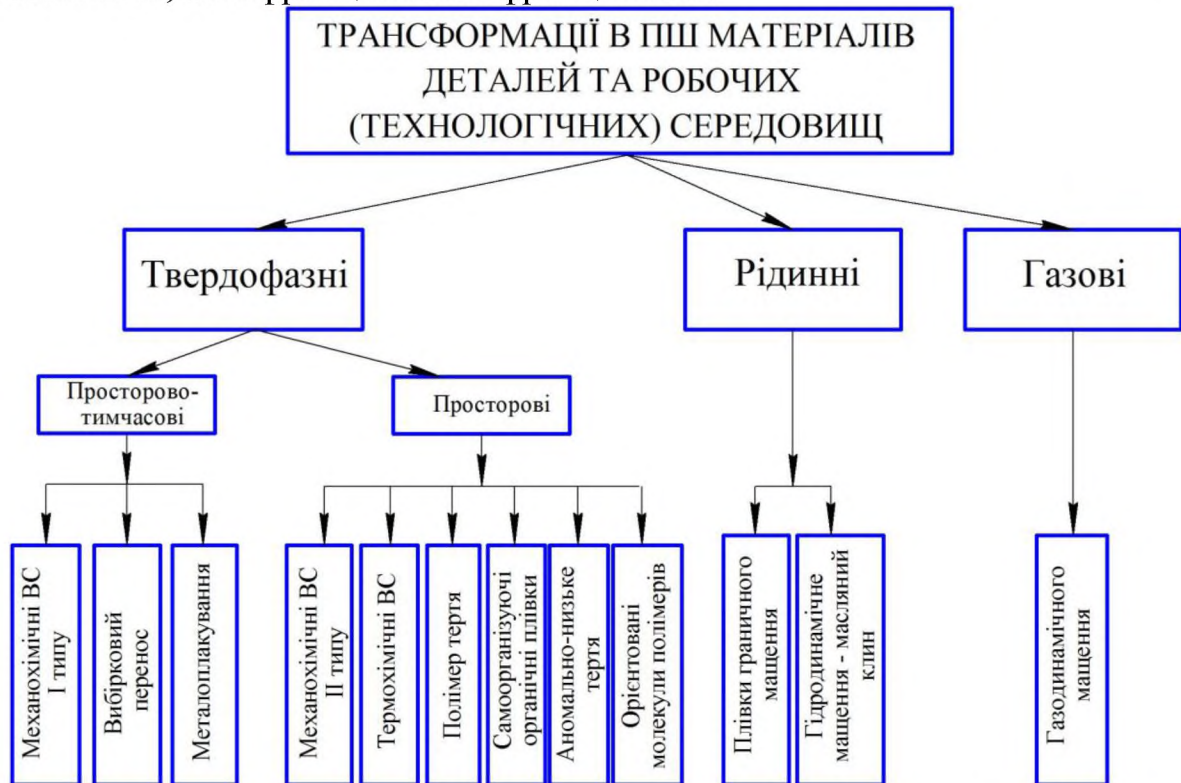 ТРАНСФОРМАЦІЇ В ПШ МАТЕРІАЛІВ
ДЕТАЛЕЙ ТА РОБОЧИХ
(ТЕХНОЛОГІЧНИХ) СЕРЕДОВИЩ
Твердофазні
Рідинні
Газові
Просторово-
тимчасові
Просторові
Механохімічні ВС
І типу
Вибірковий
перенос
Металоплакування
Механохімічні ВС
ІІ типу
Термохімічні ВС
Полімер тертя
Самоорганізуючі
органічні плівки
Аномально-низьке
тертя
Орієнтовані
молекули полімерів
Плівки граничного
мащення
Гідродинамічне
мащення - масляний
клин
Газодинамічного
мащення